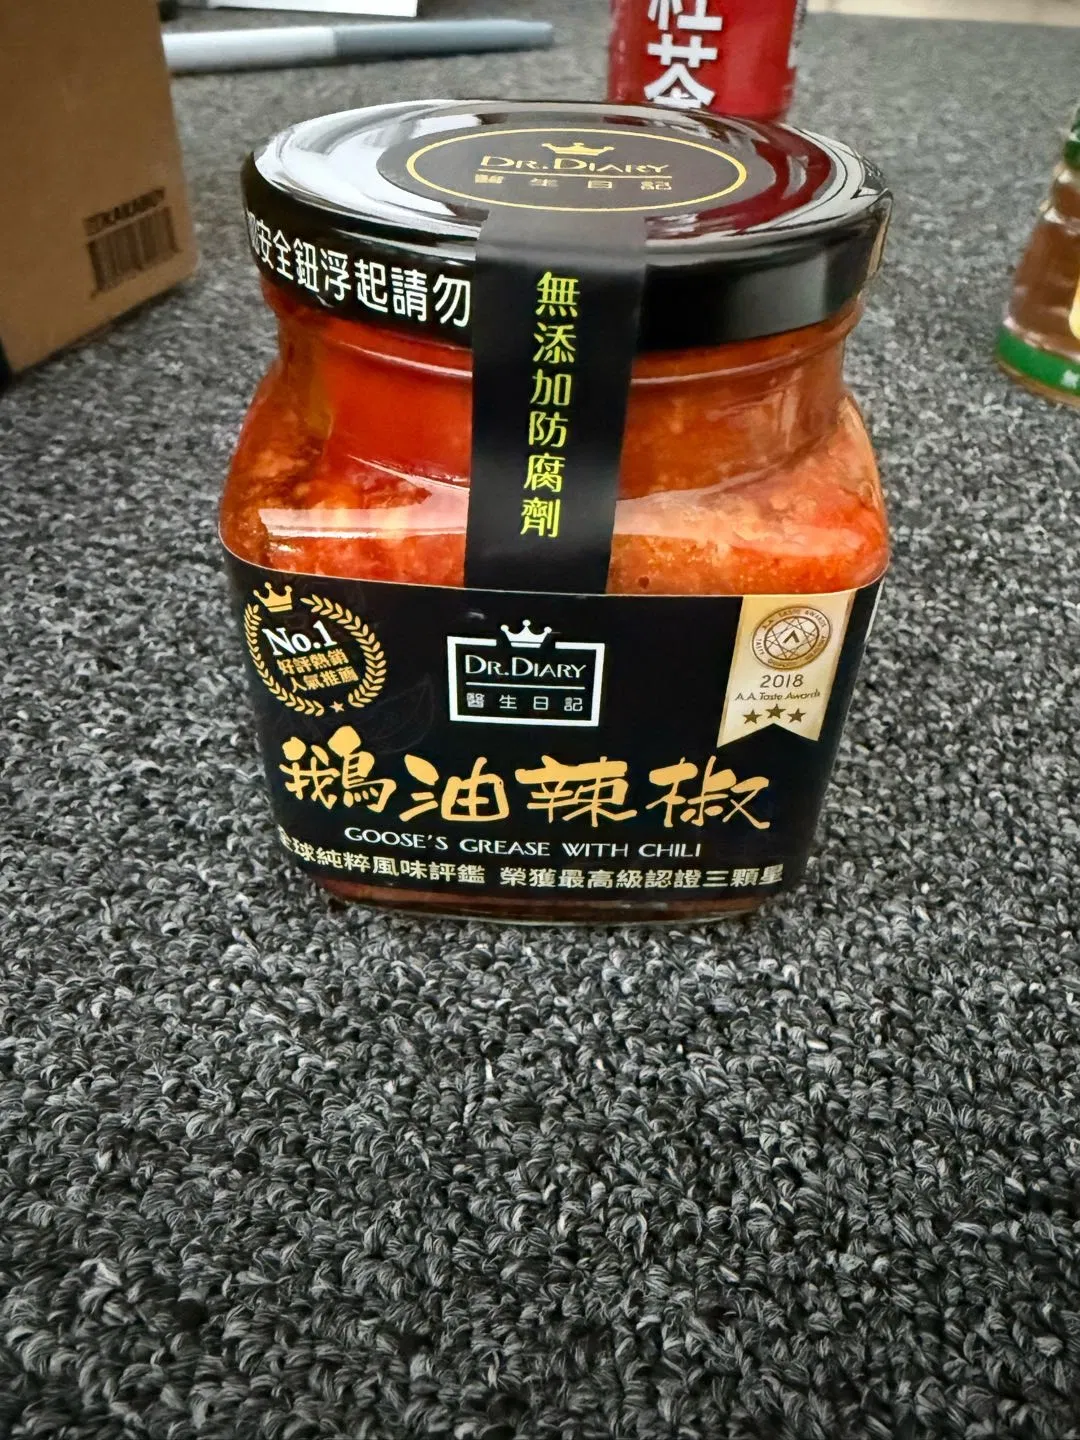 紅茶
DR.DIARY
醫生日記
安全鈕浮起請勿
無添加防腐劑
No.1
好評熱銷
人氣推薦
DR.DIARY
醫生日記
2018
A.A. Taste Awards
鵝油辣椒
GOOSE'S GREASE WITH CHILI
全球純粹風味評鑑 榮獲最高級認證三顆星